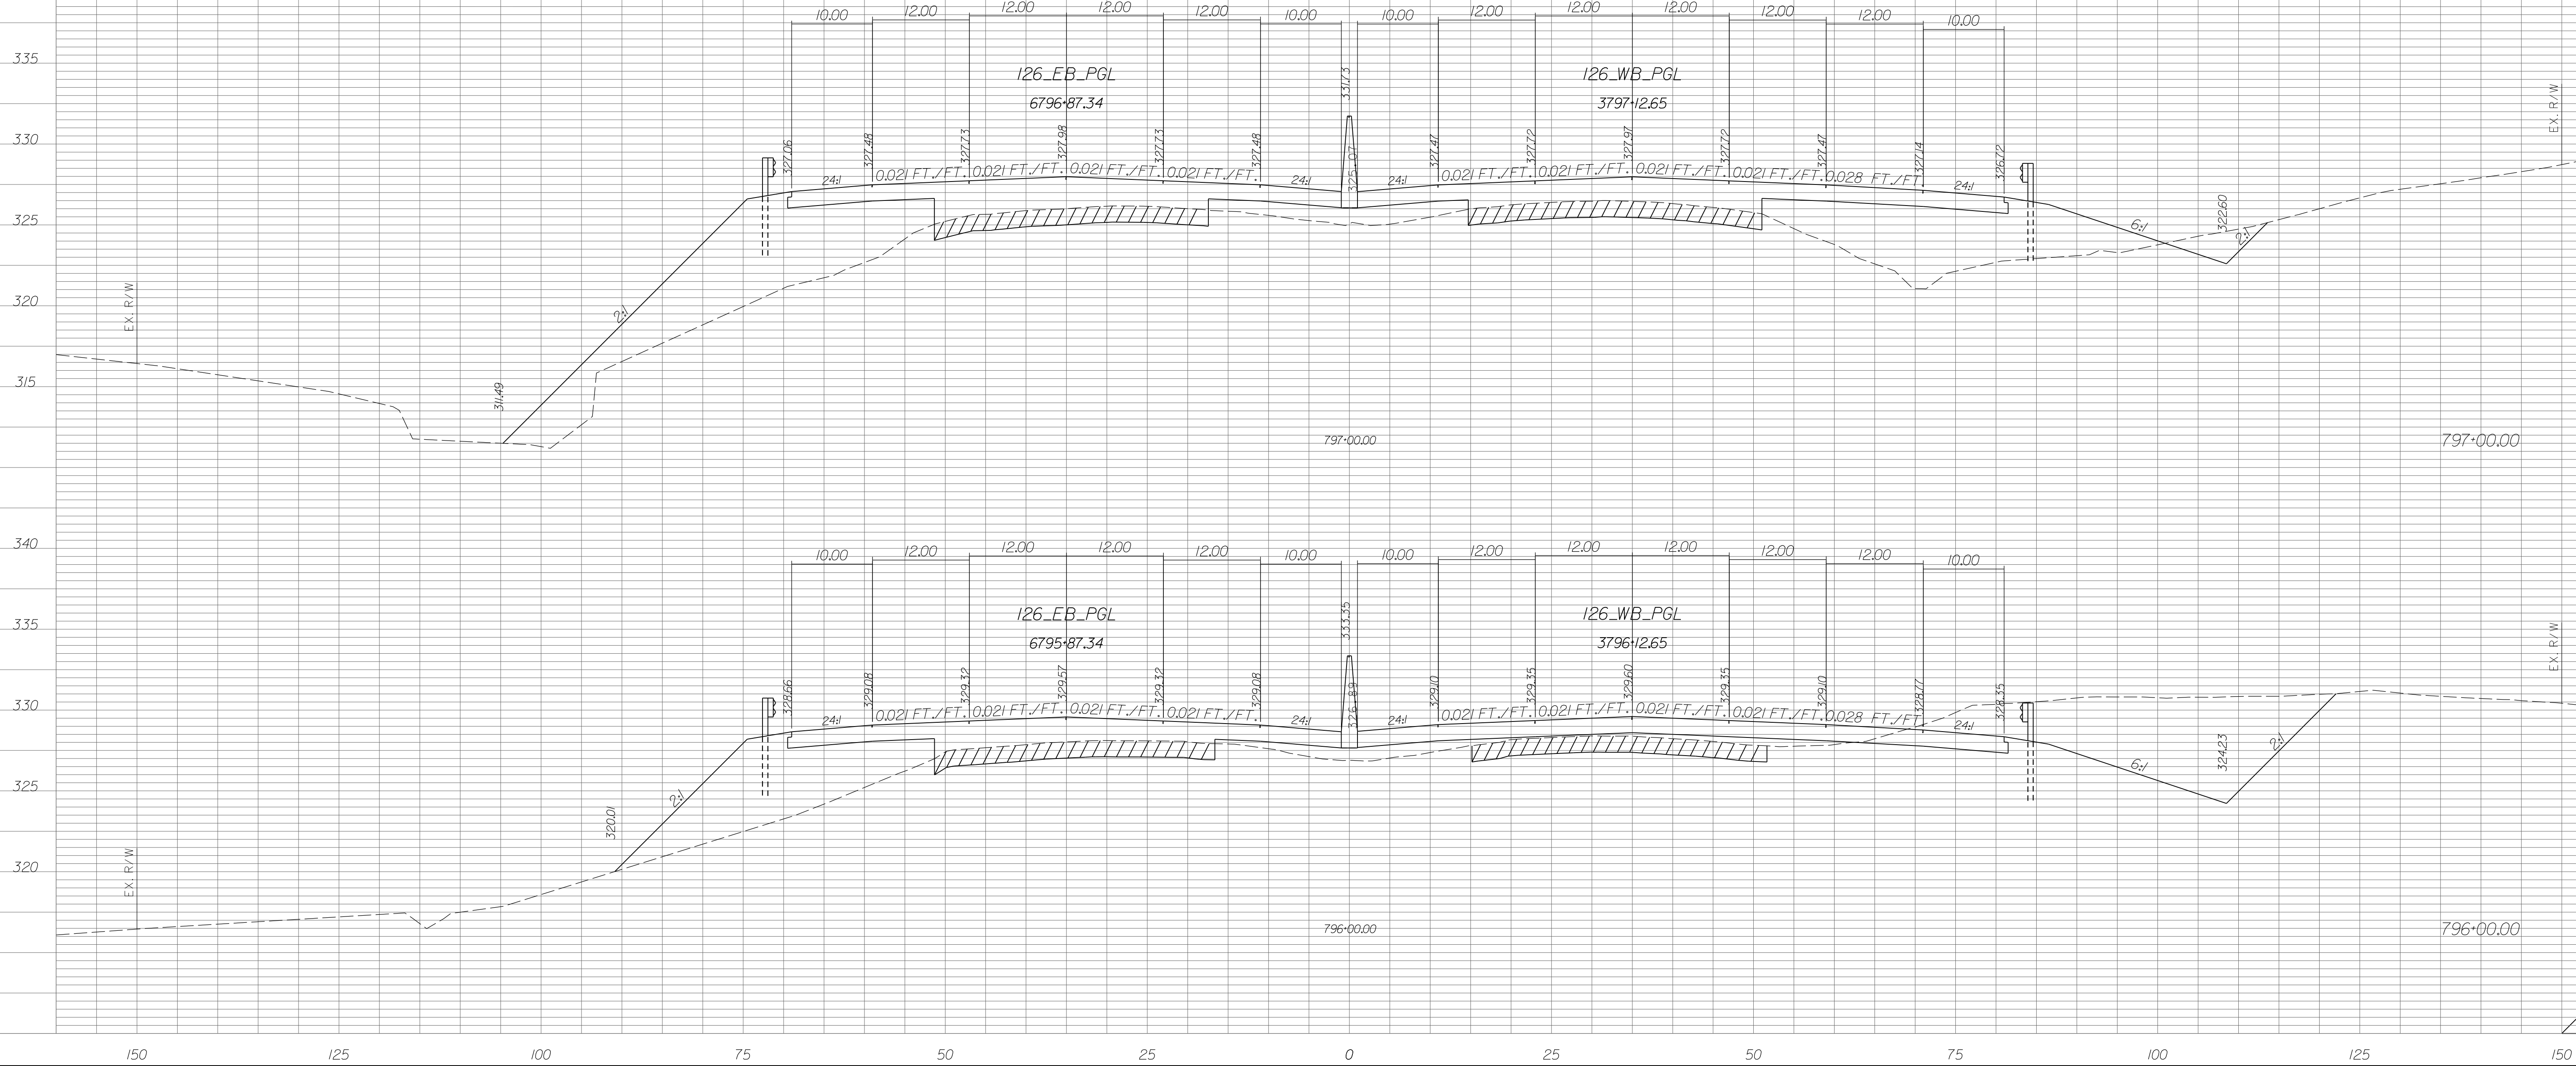 10.00 12.00 12.00 12.00 12.00 10.00 10.00 12.00 12.00 12.00 12.00 12.00 10.00
335
126_EB_PGL 331.73 126_WB_PGL EX. R/W
6796+87.34 3797+12.65
330
327.06 327.48 327.73 327.98 327.73 327.48 325.07 327.47 327.72 327.97 327.72 327.47 327.14 326.72
24:1 0.021 FT./FT. 0.021 FT./FT. 0.021 FT./FT. 0.021 FT./FT. 24:1 24:1 0.021 FT./FT. 0.021 FT./FT. 0.021 FT./FT. 0.021 FT./FT. 0.028 FT./FT. 24:1
325 6:1 322.60 2:1
320 EX. R/W 2:1
315 311.49
797+00.00 797+00.00
340
10.00 12.00 12.00 12.00 12.00 10.00 10.00 12.00 12.00 12.00 12.00 12.00 10.00
335
126_EB_PGL 333.35 126_WB_PGL EX. R/W
6795+87.34 3796+12.65
330
328.66 329.08 329.32 329.57 329.32 329.08 326.89 329.10 329.35 329.60 329.35 329.10 328.77 328.35
24:1 0.021 FT./FT. 0.021 FT./FT. 0.021 FT./FT. 0.021 FT./FT. 24:1 24:1 0.021 FT./FT. 0.021 FT./FT. 0.021 FT./FT. 0.021 FT./FT. 0.028 FT./FT. 24:1
325 2:1 6:1 324.23 2:1
320 EX. R/W 320.01
796+00.00 796+00.00
150 125 100 75 50 25 0 25 50 75 100 125 150